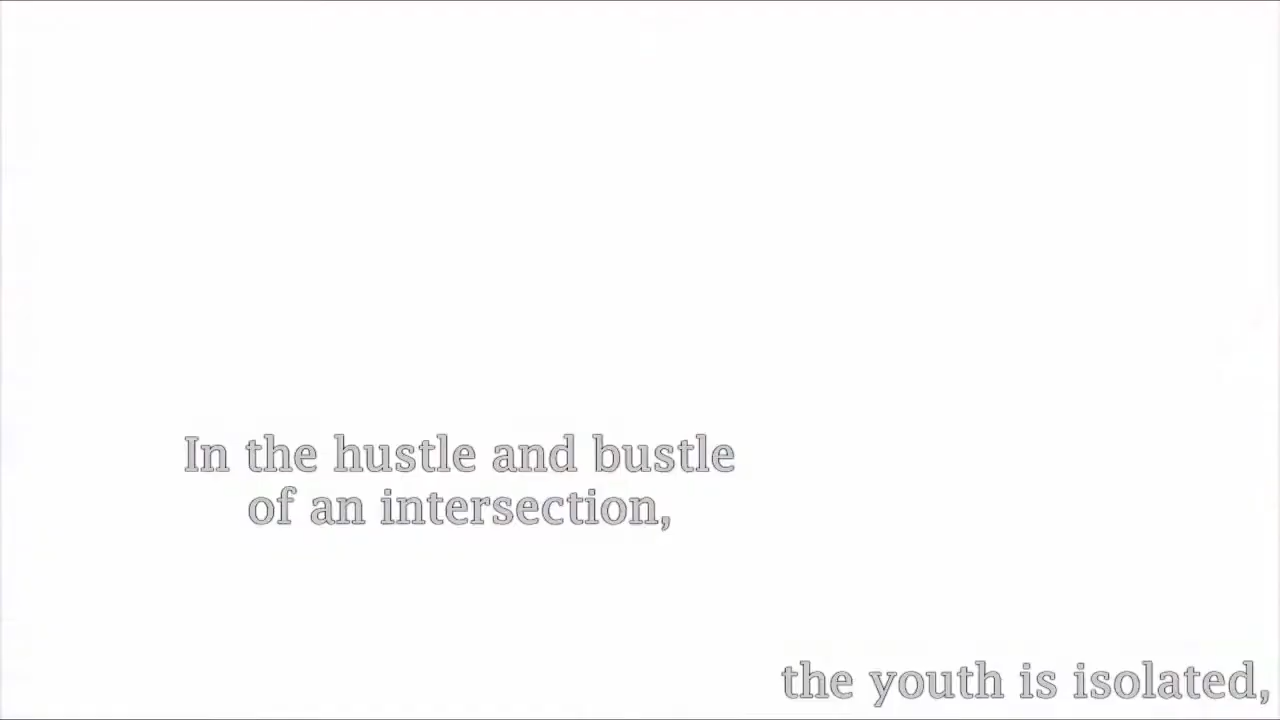 In the hustle and bustle
of an intersection,
the youth is isolated,